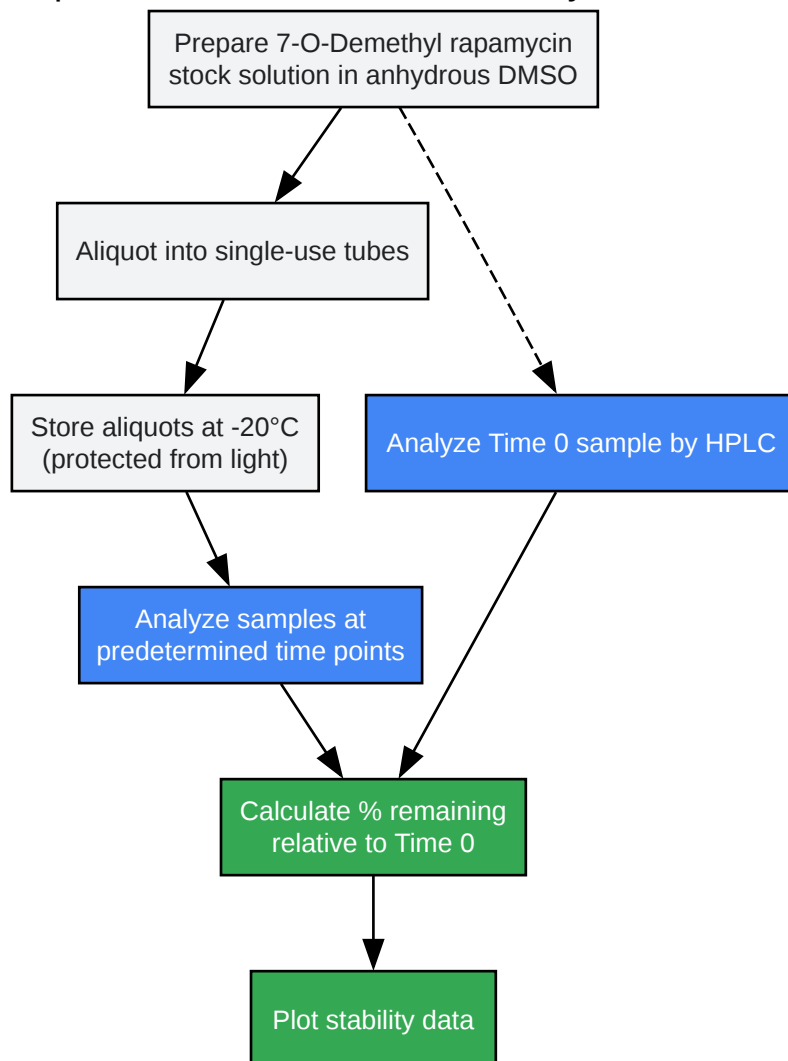 Prepare 7-O-Demethyl rapamycin
stock solution in anhydrous DMSO
Aliquot into single-use tubes
Store aliquots at -20°C
(protected from light)
Analyze Time 0 sample by HPLC
Analyze samples at
predetermined time points
Calculate % remaining
relative to Time 0
Plot stability data